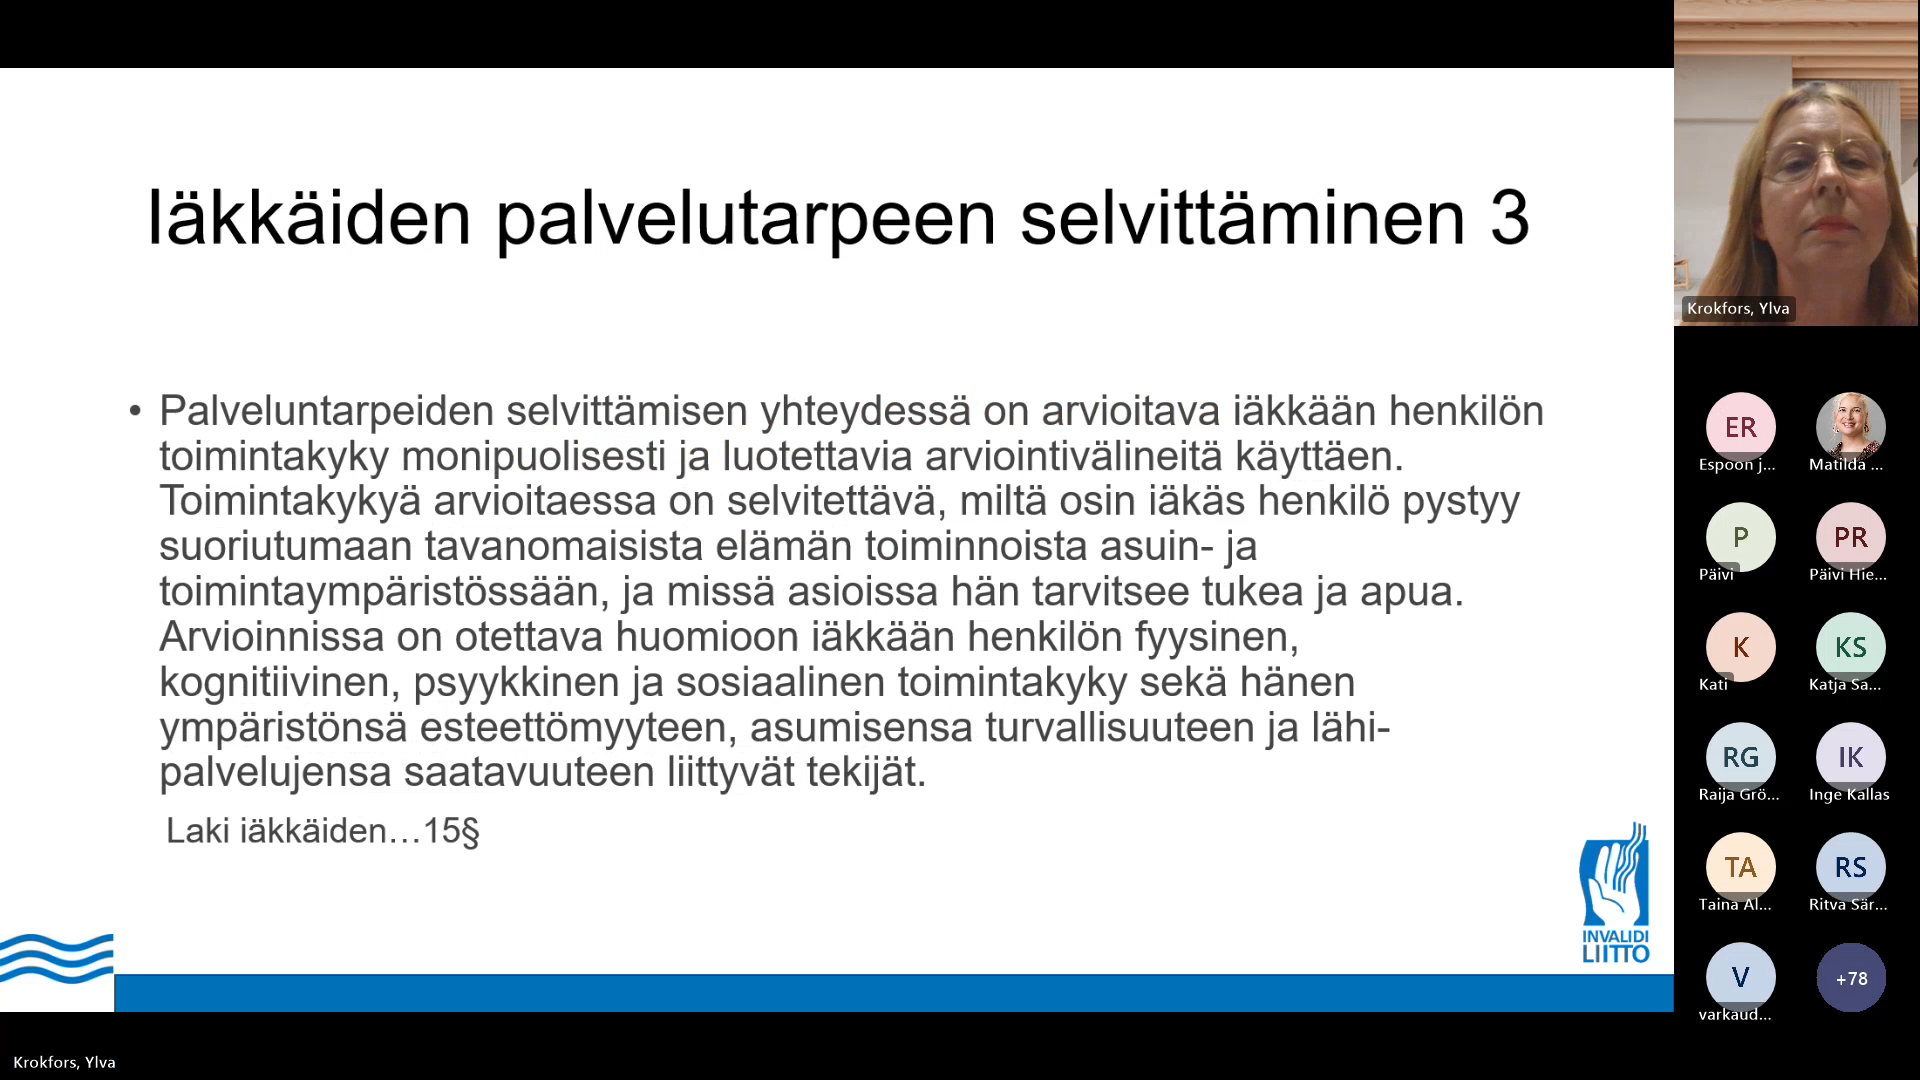 Iäkkäiden palvelutarpeen selvittäminen 3
• Palveluntarpeiden selvittämisen yhteydessä on arvioitava iäkkään henkilön
toimintakyky monipuolisesti ja luotettavia arviointivälineitä käyttäen.
Toimintakykyä arvioitaessa on selvitettävä, miltä osin iäkäs henkilö pystyy
suoriutumaan tavanomaisista elämän toiminnoista asuin- ja
toimintaympäristössään, ja missä asioissa hän tarvitsee tukea ja apua.
Arvioinnissa on otettava huomioon iäkkään henkilön fyysinen,
kognitiivinen, psyykkinen ja sosiaalinen toimintakyky sekä hänen
ympäristönsä esteettömyyteen, asumisensa turvallisuuteen ja lähi-
palvelujensa saatavuuteen liittyvät tekijät.
Laki iäkkäiden…15§
INVALIDI
LIITTO
Krokfors, Ylva
Krokfors, Ylva
ER
Espoon j...
Matilda ...
P
Päivi
PR
Päivi Hie...
K
Kati
KS
Katja Sa...
RG
Raija Grö...
IK
Inge Kallas
TA
Taina Al...
RS
Ritva Sär...
V
varkaud...
+78